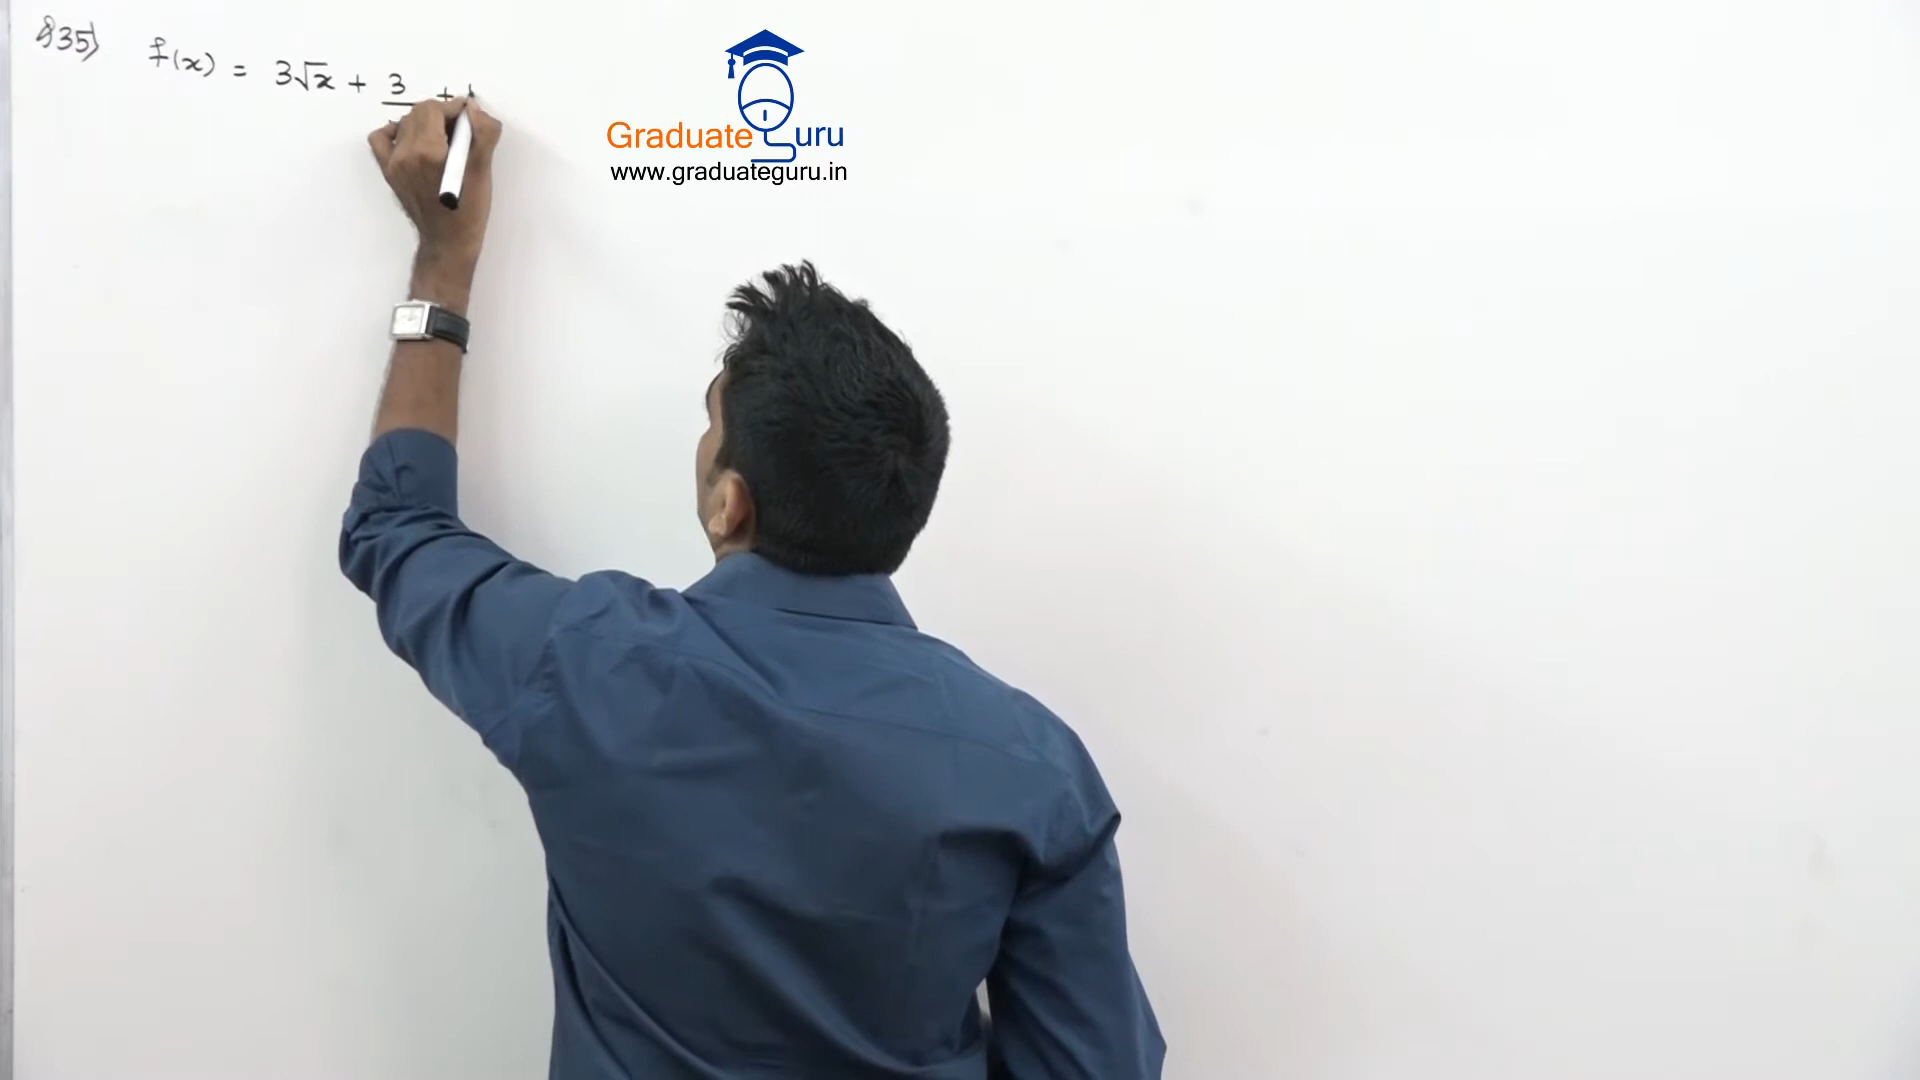 Q35) f(x) = 3√x + 3 +
Graduate Guru
www.graduateguru.in